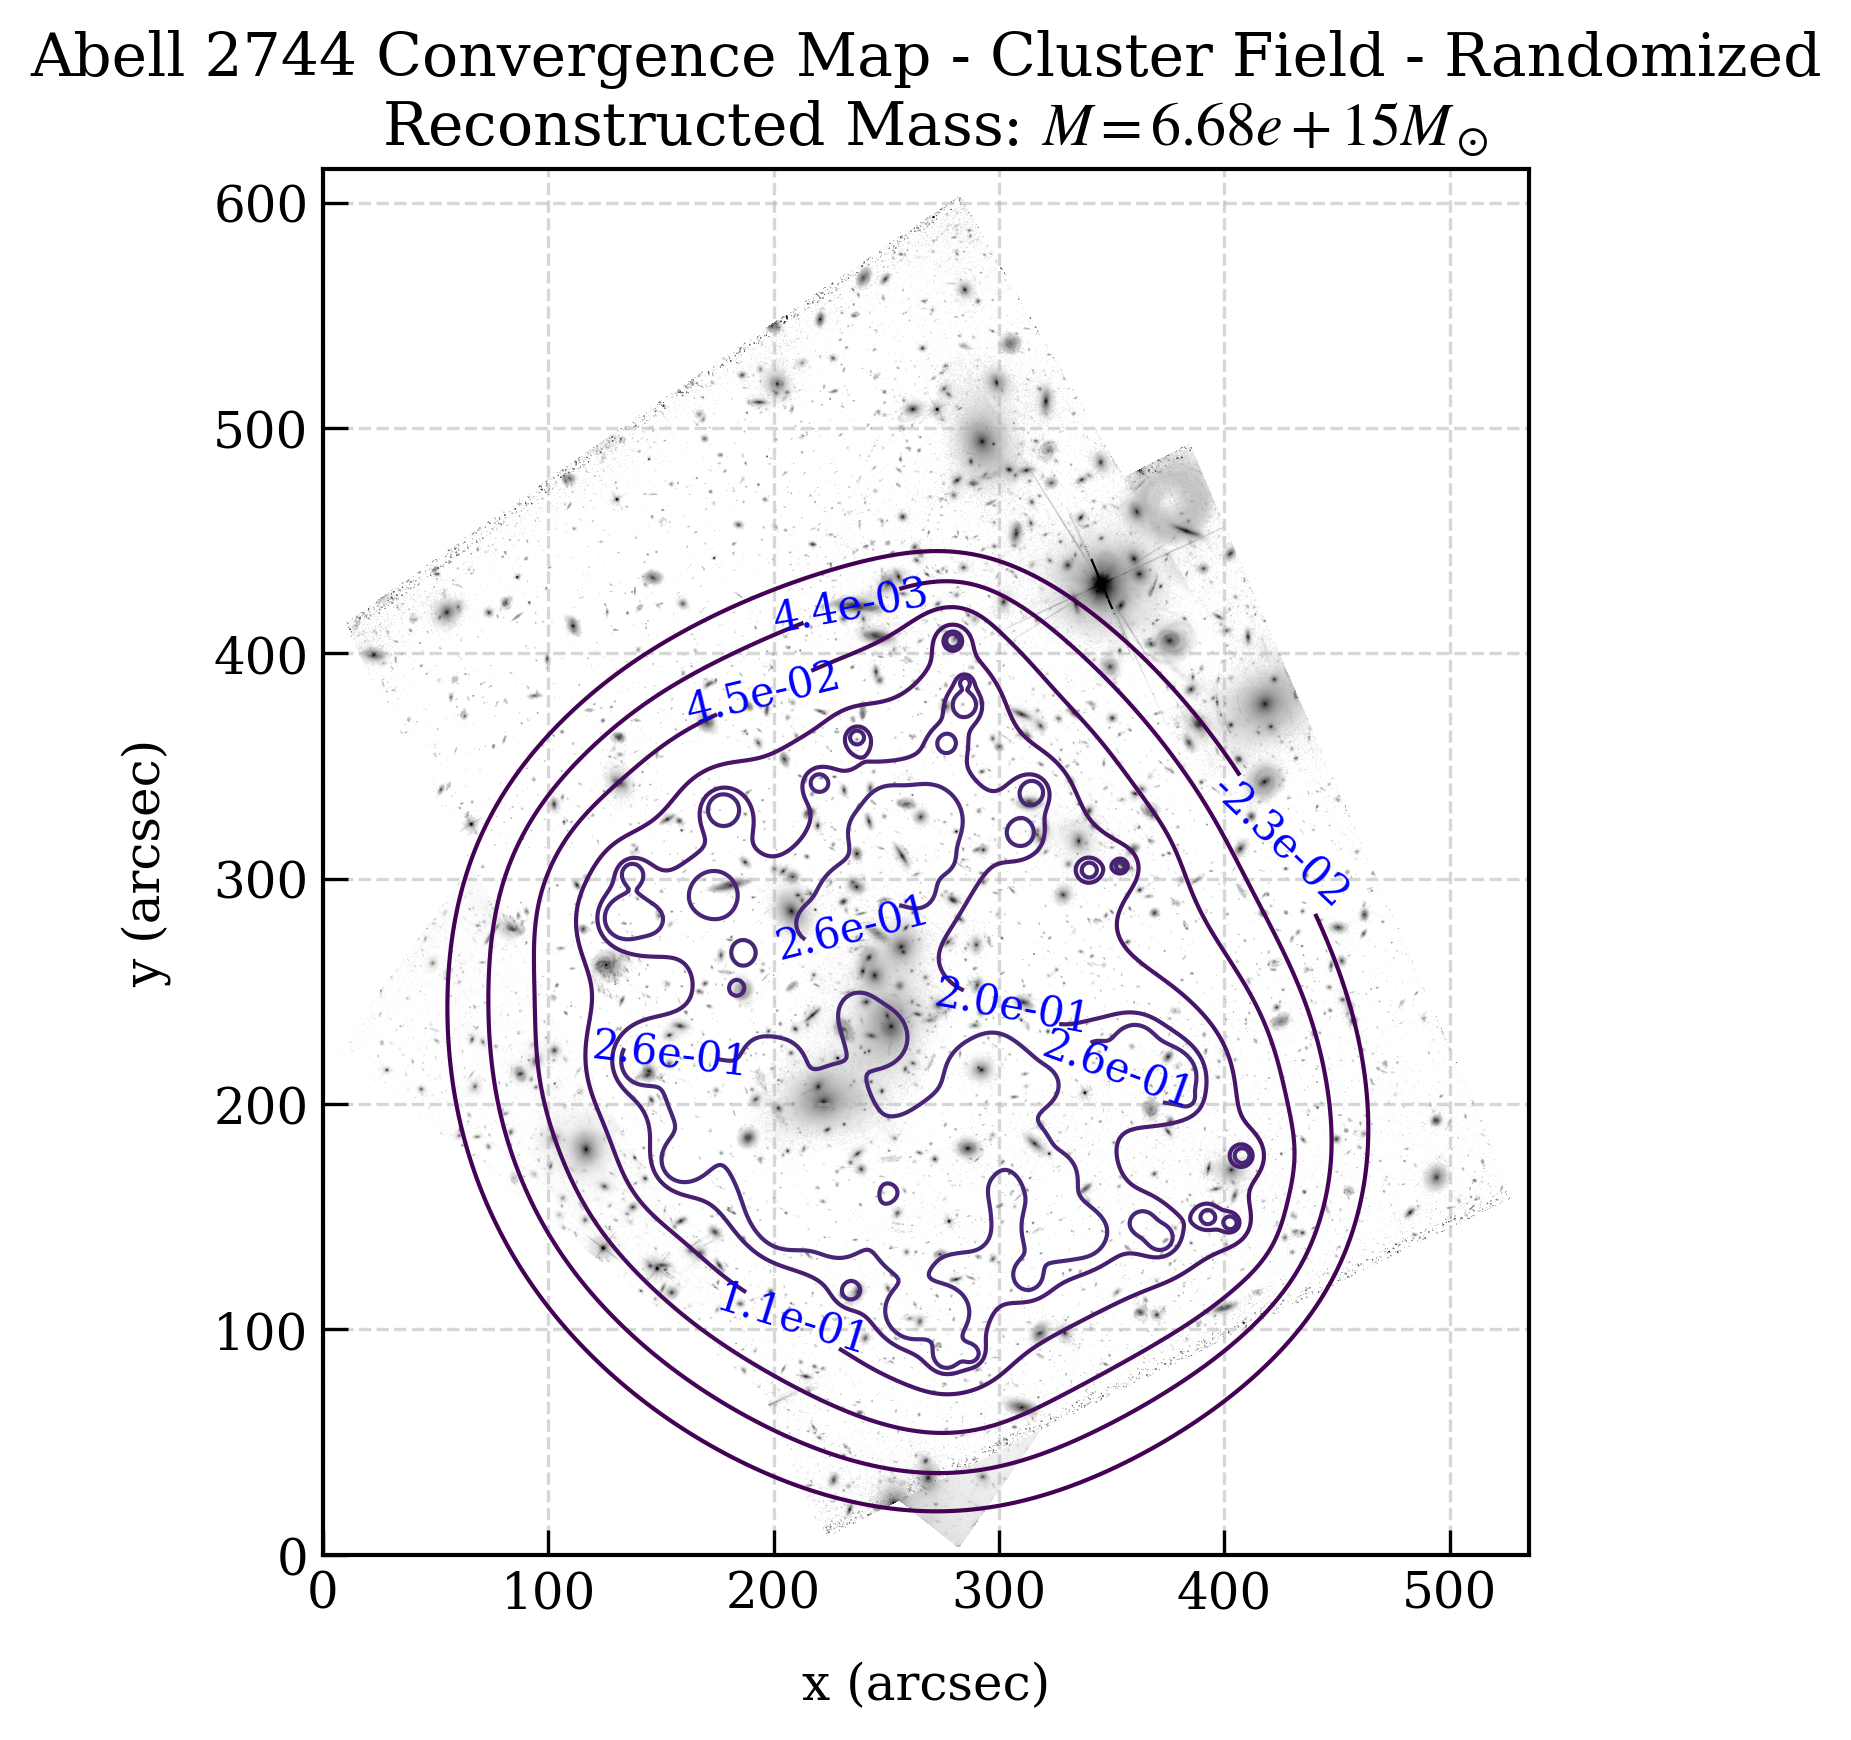 Abell 2744 Convergence Map - Cluster Field - Randomized
Reconstructed Mass: M = 6.68e + 15M⊙
600
500
400
300
200
100
0
y (arcsec)
4.4e-03
4.5e-02
-2.3e-02
2.6e-01
2.0e-01
2.6e-01
2.6e-01
1.1e-01
0 100 200 300 400 500
x (arcsec)